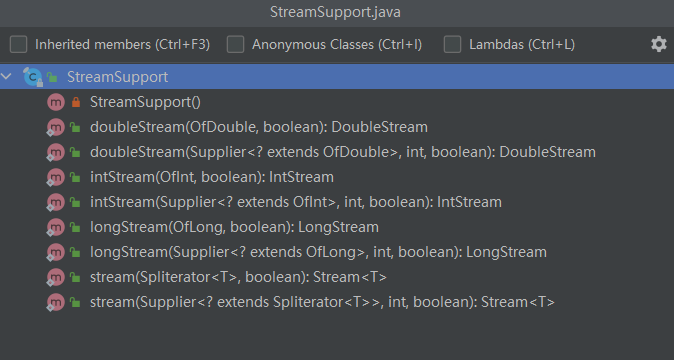 StreamSupport.java
Inherited members (Ctrl+F3) Anonymous Classes (Ctrl+I) Lambdas (Ctrl+L)
StreamSupport
StreamSupport()
doubleStream(OfDouble, boolean): DoubleStream
doubleStream(Supplier<? extends OfDouble>, int, boolean): DoubleStream
intStream(OfInt, boolean): IntStream
intStream(Supplier<? extends OfInt>, int, boolean): IntStream
longStream(OfLong, boolean): LongStream
longStream(Supplier<? extends OfLong>, int, boolean): LongStream
stream(Spliterator<T>, boolean): Stream<T>
stream(Supplier<? extends Spliterator<T>>, int, boolean): Stream<T>